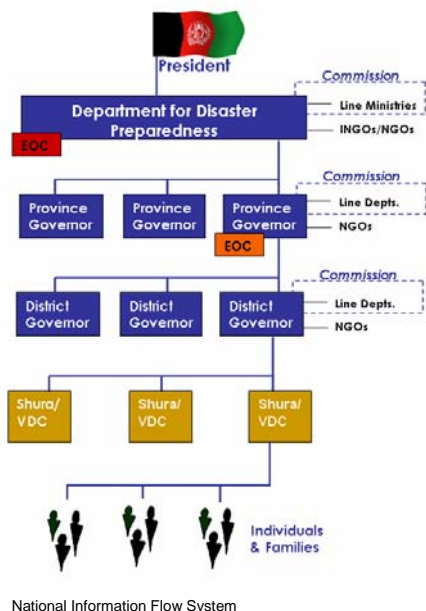 President
Commission
Department for Disaster
Preparedness
Line Ministries
INGOs/NGOs
EOC
Commission
Province
Governor
Province
Governor
Province
Governor
Line Depts.
NGOs
EOC
Commission
District
Governor
District
Governor
District
Governor
Line Depts.
NGOs
Shura/
VDC
Shura/
VDC
Shura/
VDC
Individuals
& Families
National Information Flow System